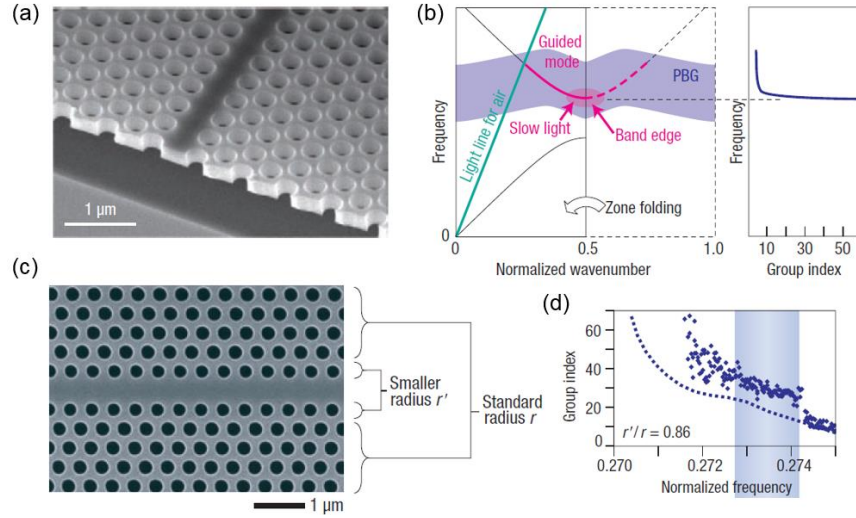 (a)
1 μm
(b)
Frequency
Light line for air
Guided
mode
PBG
Slow light
Band edge
Zone folding
0
0
0.5
1.0
Normalized wavenumber
Frequency
10
30
50
Group index
(c)
Smaller
radius r′
Standard
radius r
1 μm
(d)
Group index
60
40
20
0
r′/r = 0.86
0.270
0.272
0.274
Normalized frequency